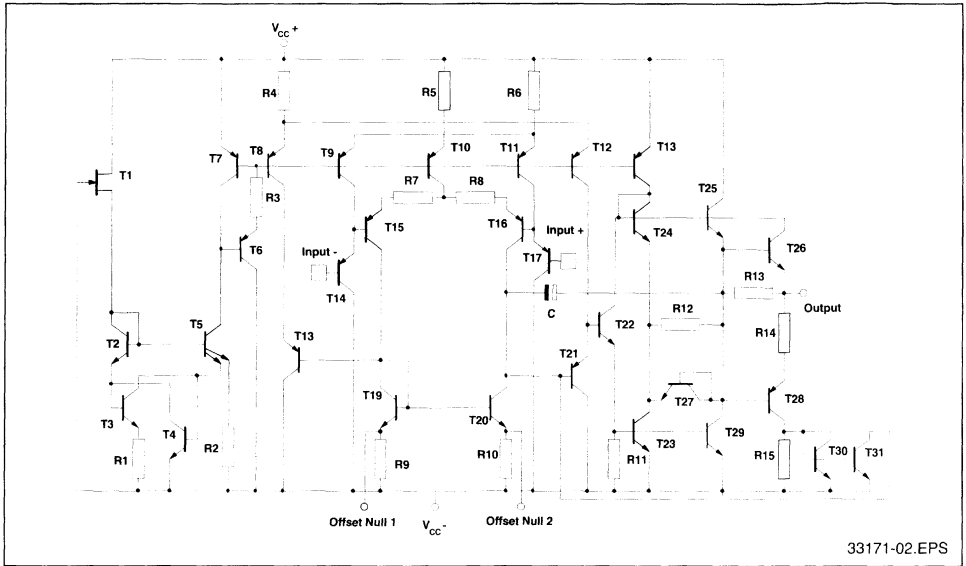 V CC +
R4
R5
R6
T7
T8
T9
T10
T11
T12
T13
T1
R3
R7
R8
T25
T24
T6
T15
T16
Input +
T26
Input -
T17
R13
T14
C
Output
R12
R14
T2
T5
T13
T22
T21
T3
T4
R2
T19
T20
T27
T28
T23
T29
R1
R9
R10
R11
R15
T30
T31
Offset Null 1
V CC -
Offset Null 2
33171-02.EPS